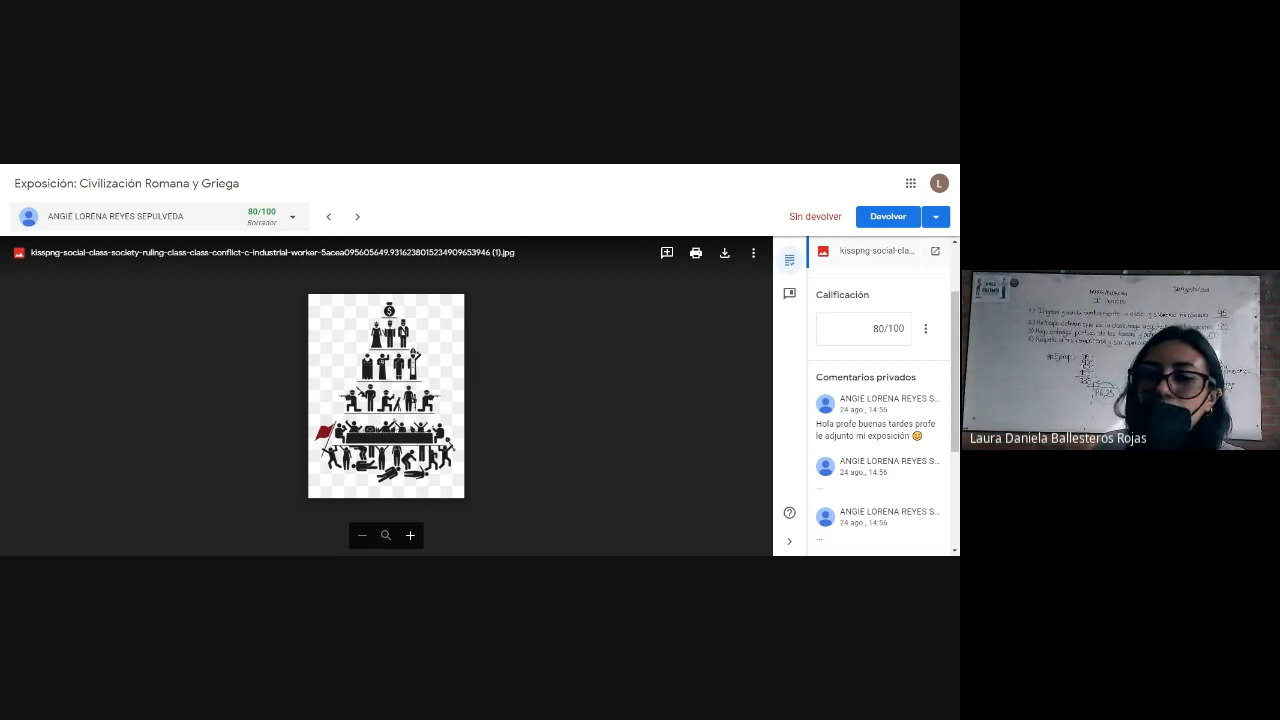 Exposición: Civilización Romana y Griega
L
ANGIE LORENA REYES SEPULVEDA
80/100
Borrador
Sin devolver
Devolver
kisspng-social-class-society-ruling-class-class-conflict-c-industrial-worker-5acea095605649.9316238015234909653946 (1).jpg
kisspng-social-cla...
$
Calificación
80/100
Comentarios privados
ANGIE LORENA REYES S...
24 ago., 14:56
Hola profe buenas tardes profe
le adjunto mi exposición 😊
ANGIE LORENA REYES S...
24 ago., 14:56
...
ANGIE LORENA REYES S...
24 ago., 14:56
...
Laura Daniela Ballesteros Rojas